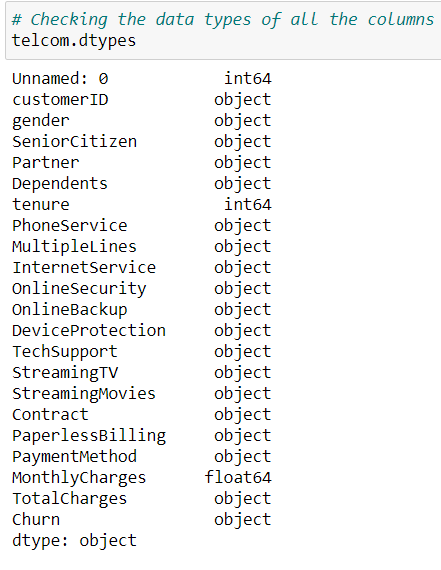 # Checking the data types of all the columns
telcom.dtypes
Unnamed: 0 int64
customerID object
gender object
SeniorCitizen object
Partner object
Dependents object
tenure int64
PhoneService object
MultipleLines object
InternetService object
OnlineSecurity object
OnlineBackup object
DeviceProtection object
TechSupport object
StreamingTV object
StreamingMovies object
Contract object
PaperlessBilling object
PaymentMethod object
MonthlyCharges float64
TotalCharges object
Churn object
dtype: object